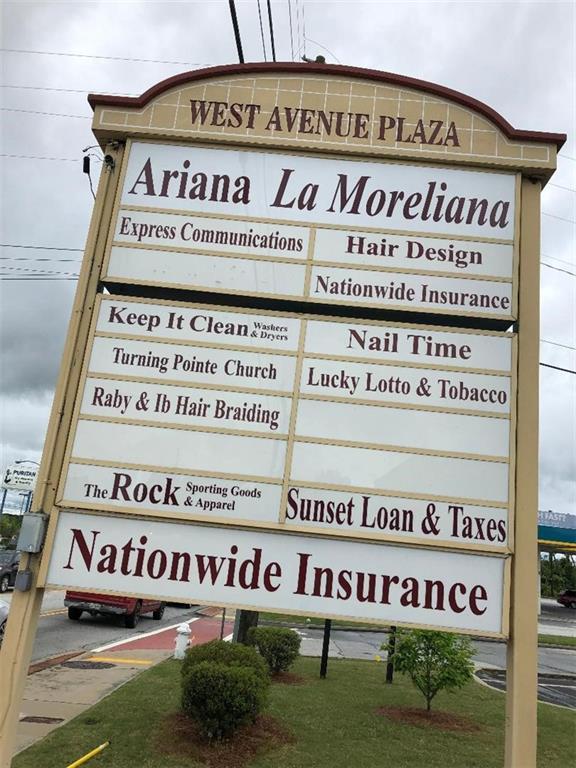 WEST AVENUE PLAZA
Ariana La Moreliana
Express Communications
Hair Design
Nationwide Insurance
Keep It Clean Washers & Dryers
Nail Time
Turning Pointe Church
Lucky Lotto & Tobacco
Raby & Ib Hair Braiding
The Rock Sporting Goods & Apparel
Sunset Loan & Taxes
Nationwide Insurance
PURITAN